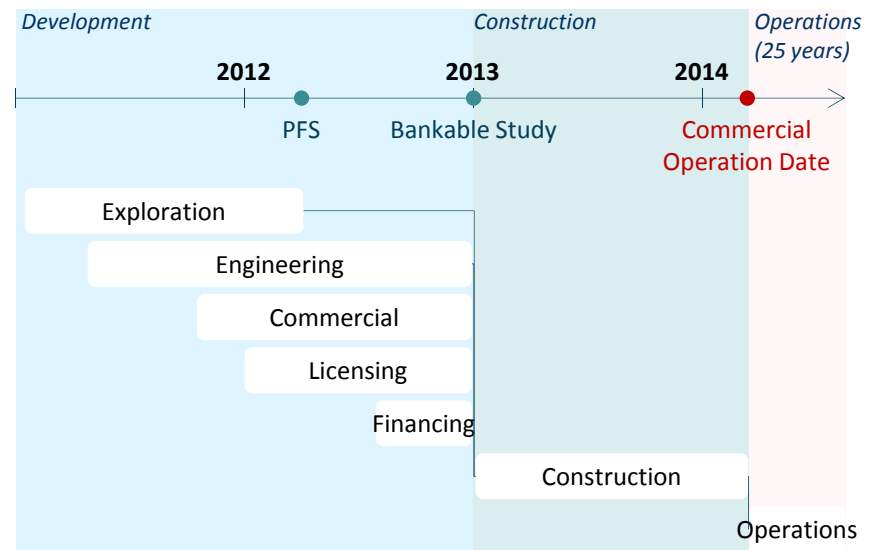 Development
Construction
Operations
(25 years)
2012
2013
2014
PFS
Bankable Study
Commercial
Operation Date
Exploration
Engineering
Commercial
Licensing
Financing
Construction
Operations